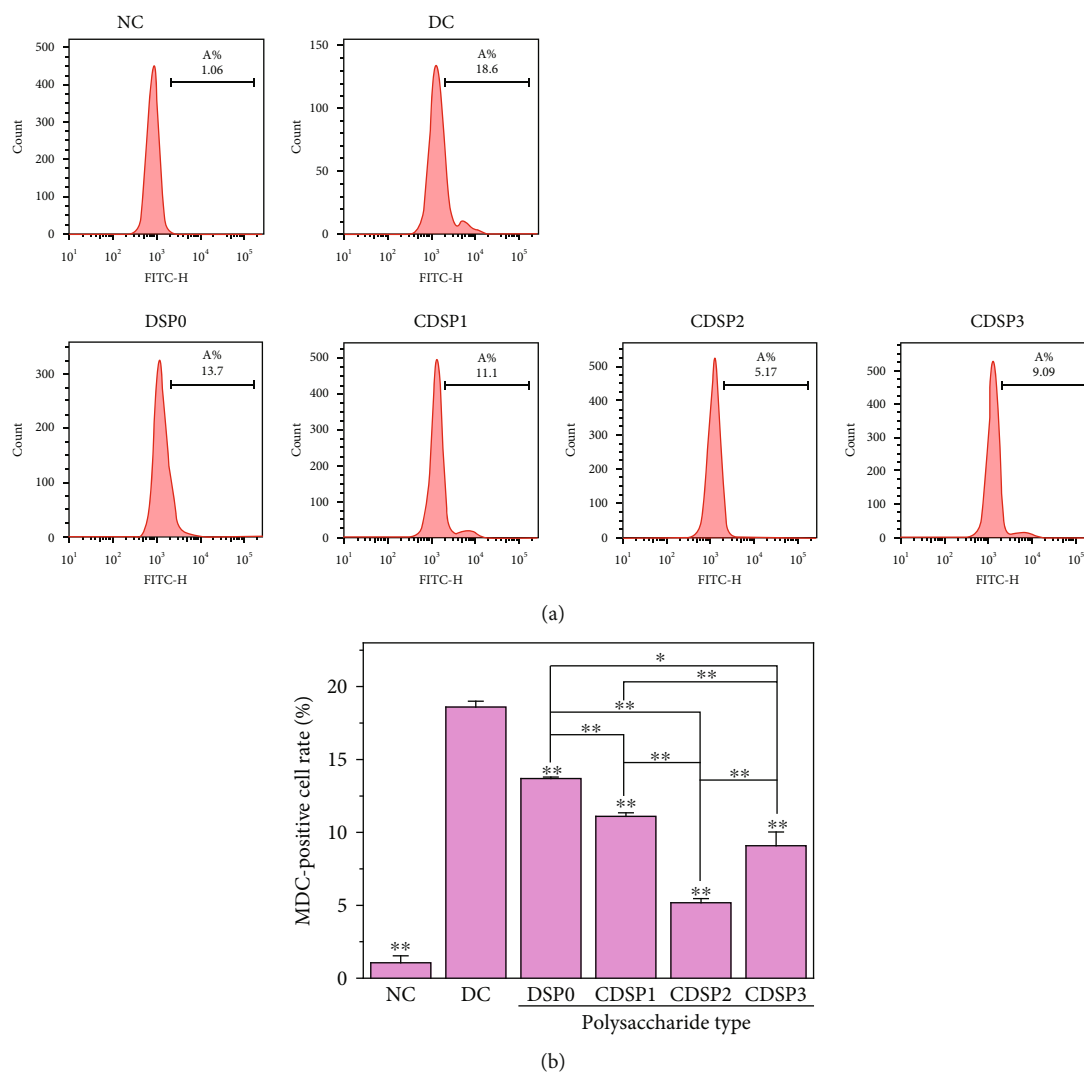 NC
DC
500
400
300
200
100
0
Count
A%
1.06
10¹ 10² 10³ 10⁴ 10⁵
FITC-H
150
100
50
0
Count
A%
18.6
10¹ 10² 10³ 10⁴ 10⁵
FITC-H
DSP0
CDSP1
CDSP2
CDSP3
300
200
100
0
Count
A%
13.7
10¹ 10² 10³ 10⁴ 10⁵
FITC-H
500
400
300
200
100
0
Count
A%
11.1
10¹ 10² 10³ 10⁴ 10⁵
FITC-H
500
400
300
200
100
0
Count
A%
5.17
10¹ 10² 10³ 10⁴ 10⁵
FITC-H
500
400
300
200
100
0
Count
A%
9.09
10¹ 10² 10³ 10⁴ 10⁵
FITC-H
(a)
MDC-positive cell rate (%)
20
15
10
5
0
*
**
**
**
**
**
**
**
**
**
**
NC DC DSP0 CDSP1 CDSP2 CDSP3
Polysaccharide type
(b)